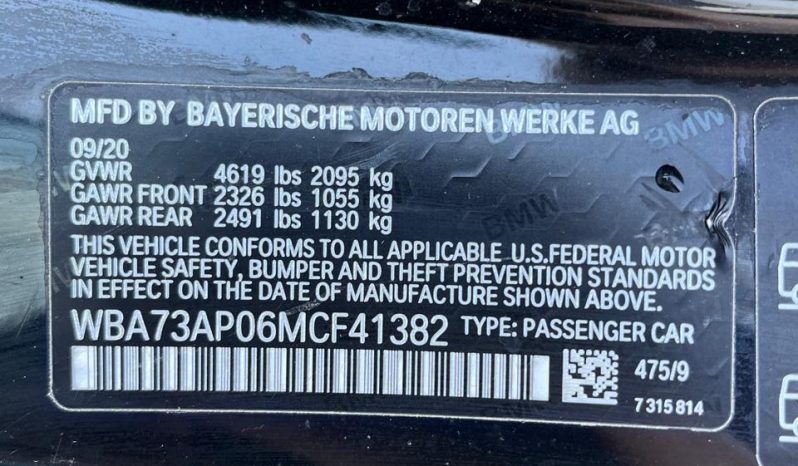 MFD BY BAYERISCHE MOTOREN WERKE AG
09/20
GVWR 4619 lbs 2095 kg
GAWR FRONT 2326 lbs 1055 kg
GAWR REAR 2491 lbs 1130 kg
THIS VEHICLE CONFORMS TO ALL APPLICABLE U.S.FEDERAL MOTOR
VEHICLE SAFETY, BUMPER AND THEFT PREVENTION STANDARDS
IN EFFECT ON THE DATE OF MANUFACTURE SHOWN ABOVE.
WBA73AP06MCF41382 TYPE: PASSENGER CAR
475/9
7 315 814
BMW
BMW